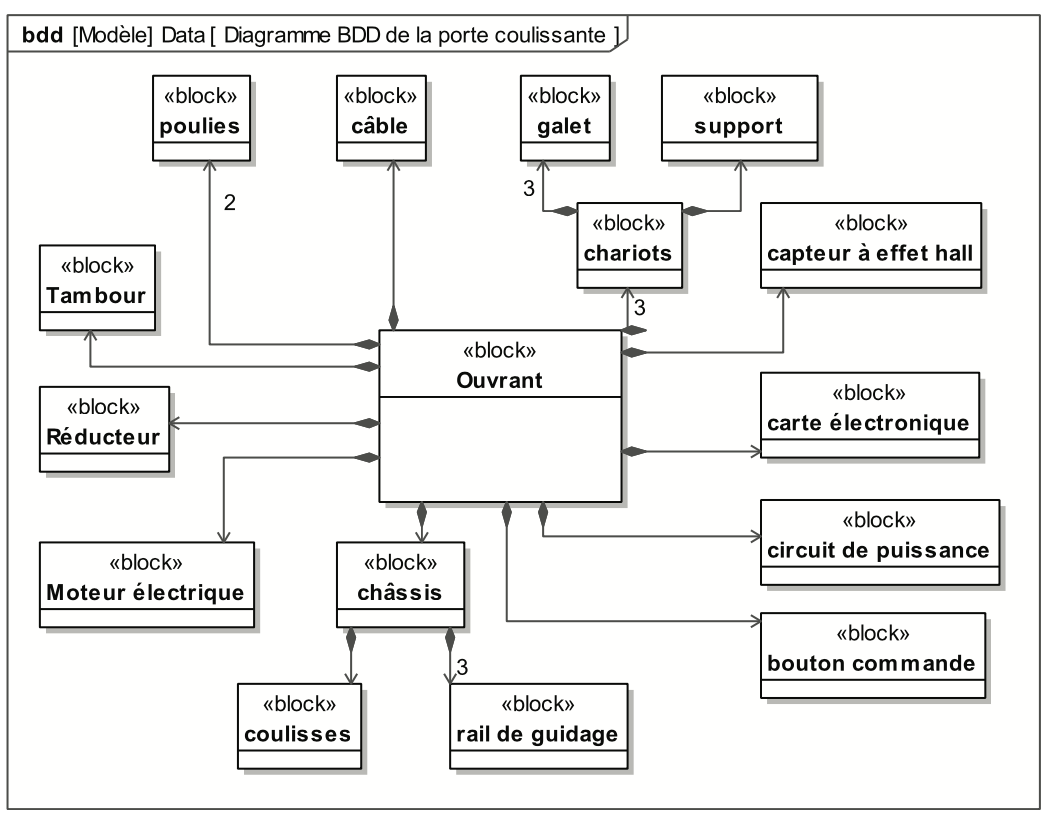 bdd [Modèle] Data [ Diagramme BDD de la porte coulissante ]
«block»
poulies
«block»
câble
«block»
galet
«block»
support
2
3
«block»
chariots
«block»
capteur à effet hall
«block»
Tambour
3
«block»
Ouvrant
«block»
Réducteur
«block»
carte électronique
«block»
circuit de puissance
«block»
Moteur électrique
«block»
châssis
«block»
bouton commande
3
«block»
coulisses
«block»
rail de guidage